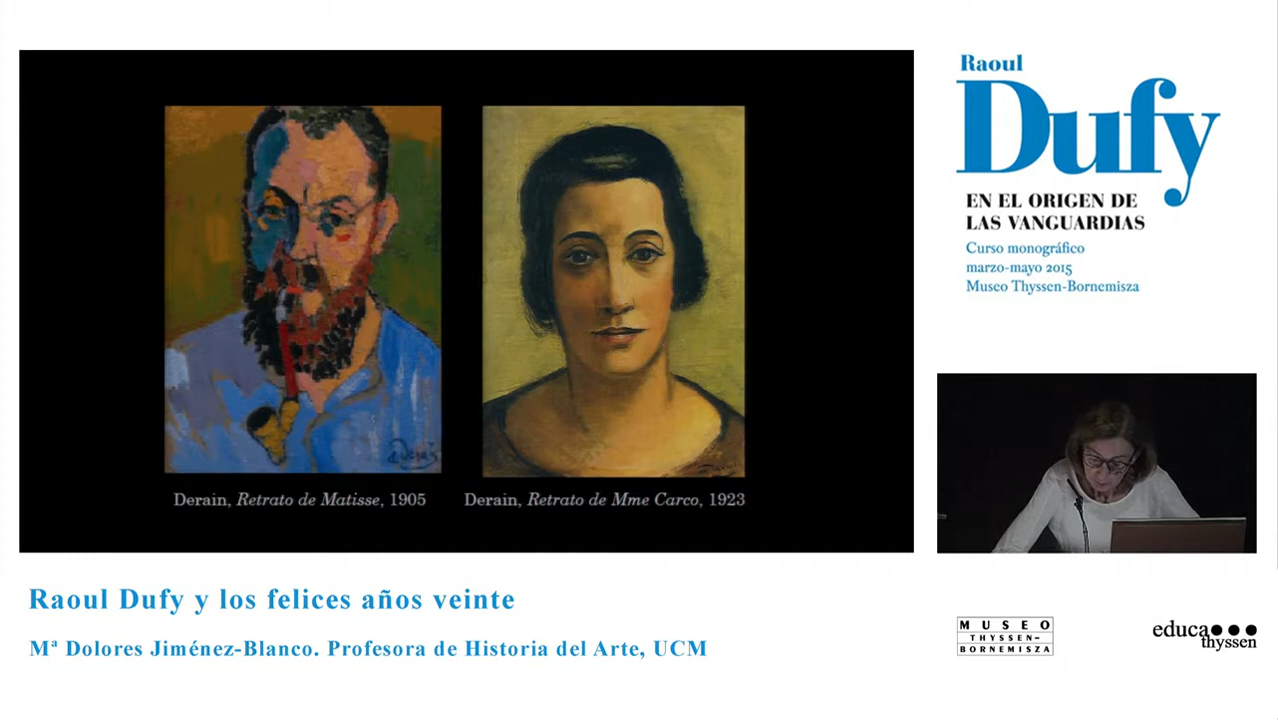 Raoul
Dufy
EN EL ORIGEN DE
LAS VANGUARDIAS
Curso monográfico
marzo-mayo 2015
Museo Thyssen-Bornemisza
Derain, Retrato de Matisse, 1905
Derain, Retrato de Mme Carco, 1923
Raoul Dufy y los felices años veinte
Mª Dolores Jiménez-Blanco. Profesora de Historia del Arte, UCM
MUSEO
THYSSEN-
BORNEMISZA
educa
thyssen